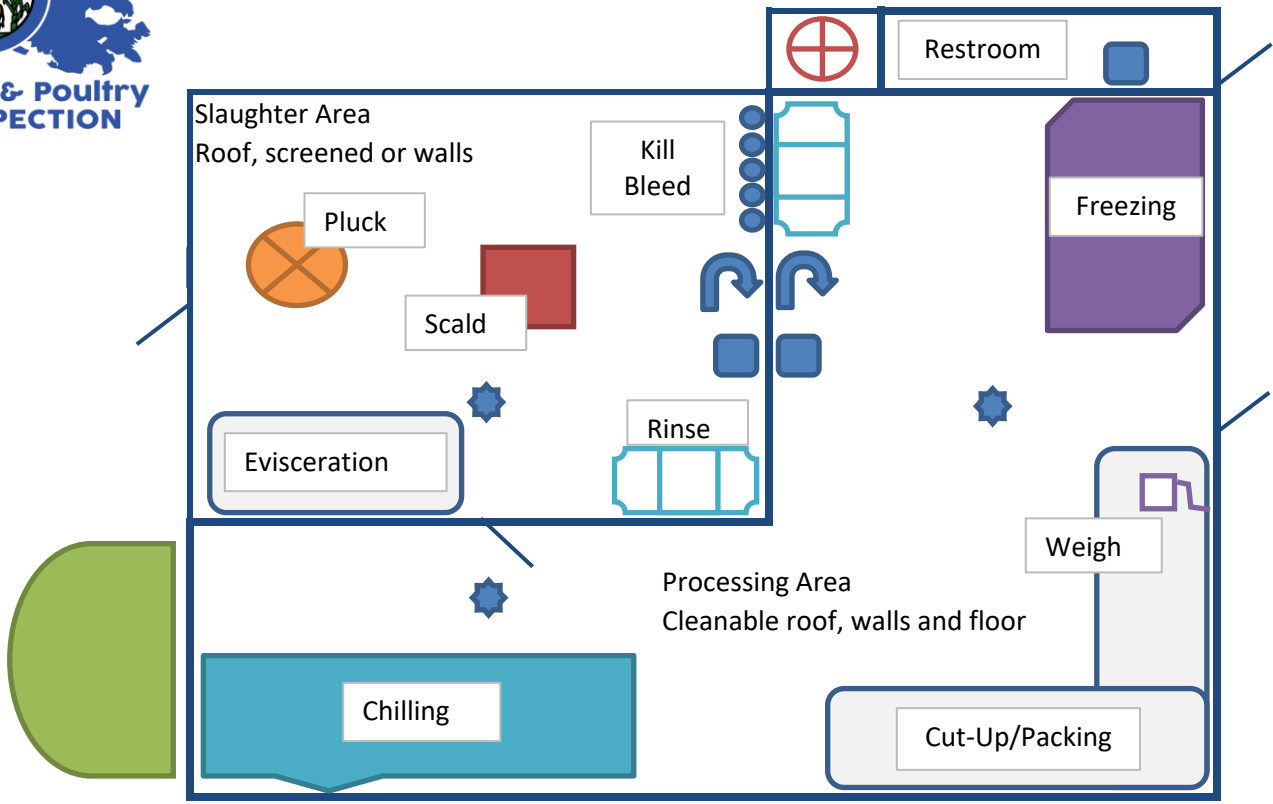 & Poultry
PECTION
Restroom
Slaughter Area
Roof, screened or walls
Kill
Bleed
Pluck
Freezing
Scald
Rinse
Evisceration
Weigh
Processing Area
Cleanable roof, walls and floor
Chilling
Cut-Up/Packing